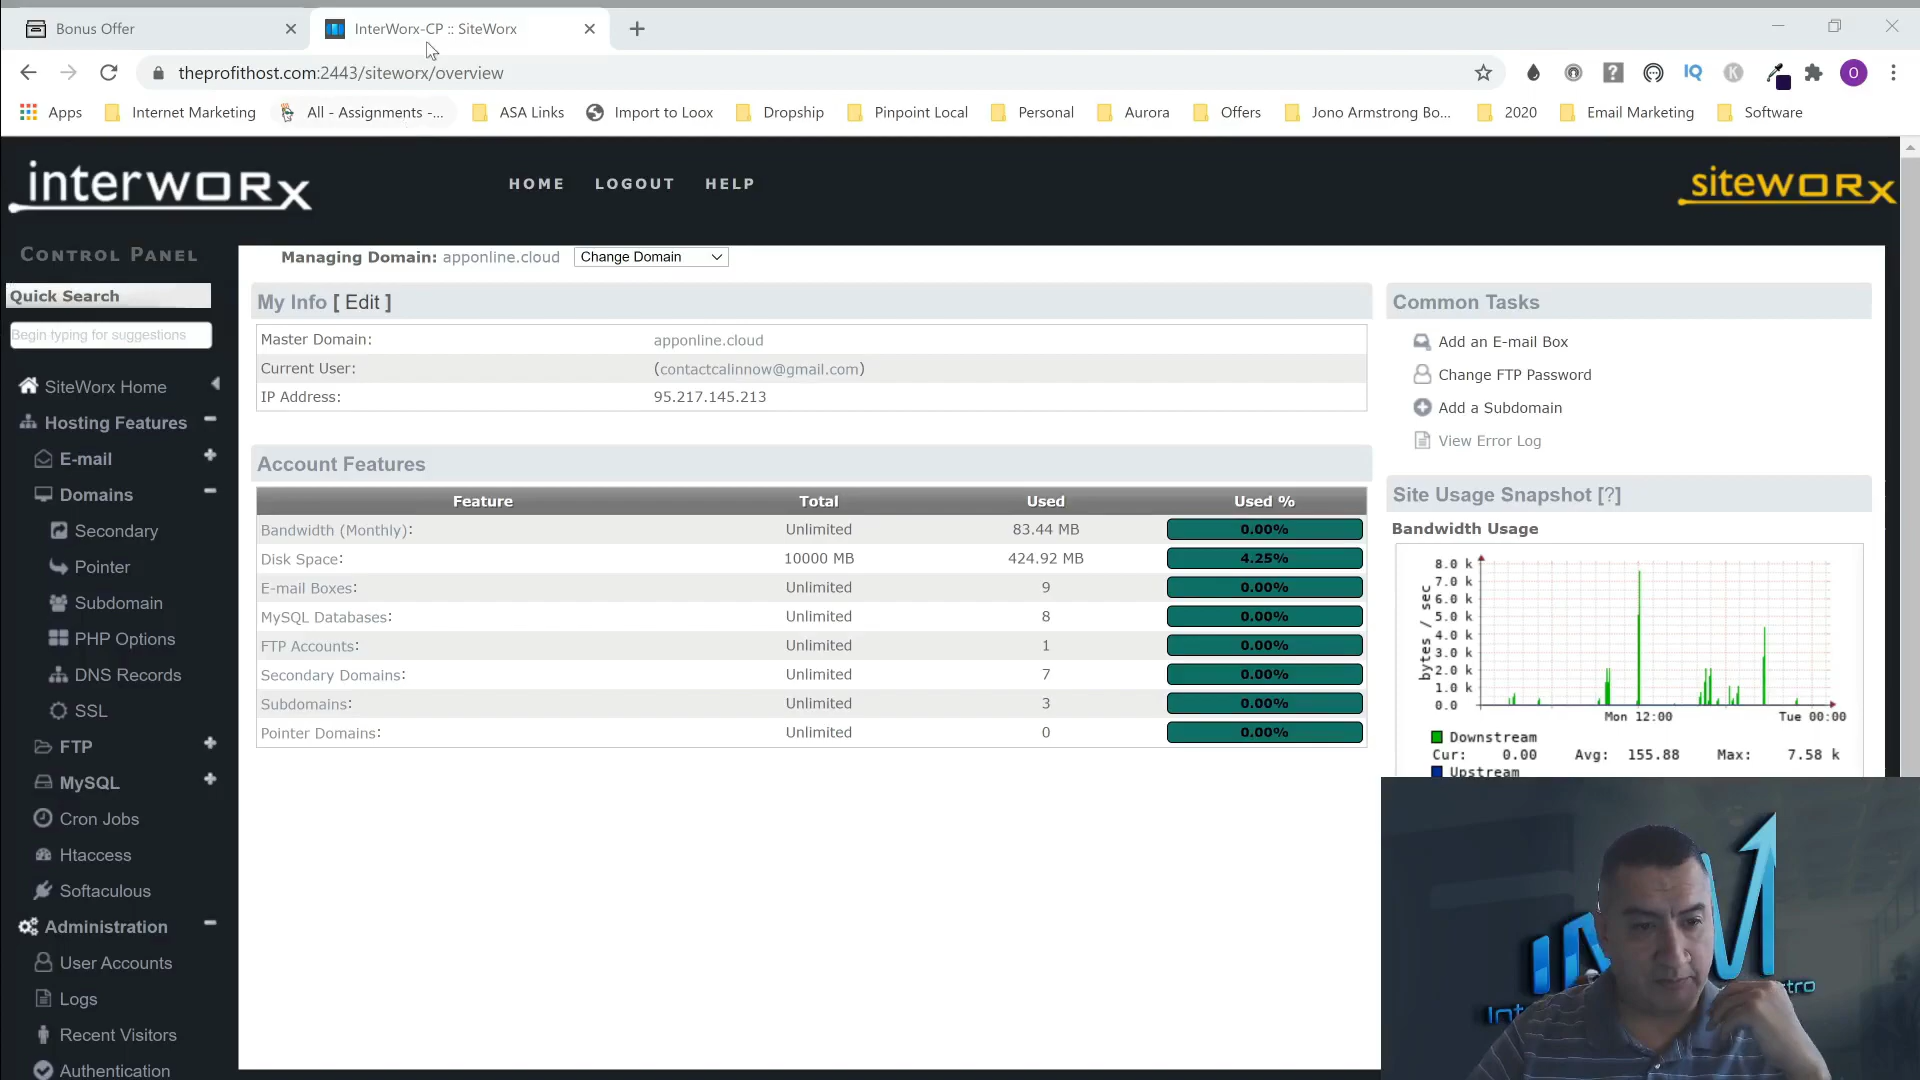 Bonus Offer
InterWorx-CP :: SiteWorx
theprofithost.com:2443/siteworx/overview
O
Apps
Internet Marketing
All - Assignments -...
ASA Links
Import to Loox
Dropship
Pinpoint Local
Personal
Aurora
Offers
Jono Armstrong Bo...
2020
Email Marketing
Software
interworx
HOME
LOGOUT
HELP
siteworx
CONTROL PANEL
Quick Search
Begin typing for suggestions
SiteWorx Home
Hosting Features
E-mail
Domains
Secondary
Pointer
Subdomain
PHP Options
DNS Records
SSL
FTP
MySQL
Cron Jobs
Htaccess
Softaculous
Administration
User Accounts
Logs
Recent Visitors
Authentication
Managing Domain: apponline.cloud Change Domain
My Info [ Edit ]
Master Domain: apponline.cloud
Current User: (contactcalinnow@gmail.com)
IP Address: 95.217.145.213
Account Features
Feature Total Used Used %
Bandwidth (Monthly): Unlimited 83.44 MB 0.00%
Disk Space: 10000 MB 424.92 MB 4.25%
E-mail Boxes: Unlimited 9 0.00%
MySQL Databases: Unlimited 8 0.00%
FTP Accounts: Unlimited 1 0.00%
Secondary Domains: Unlimited 7 0.00%
Subdomains: Unlimited 3 0.00%
Pointer Domains: Unlimited 0 0.00%
Common Tasks
Add an E-mail Box
Change FTP Password
Add a Subdomain
View Error Log
Site Usage Snapshot [?]
Bandwidth Usage
bytes / sec
8.0 k
7.0 k
6.0 k
5.0 k
4.0 k
3.0 k
2.0 k
1.0 k
0.0
Mon 12:00 Tue 00:00
Downstream
Cur: 0.00 Avg: 155.88 Max: 7.58 k
Upstream